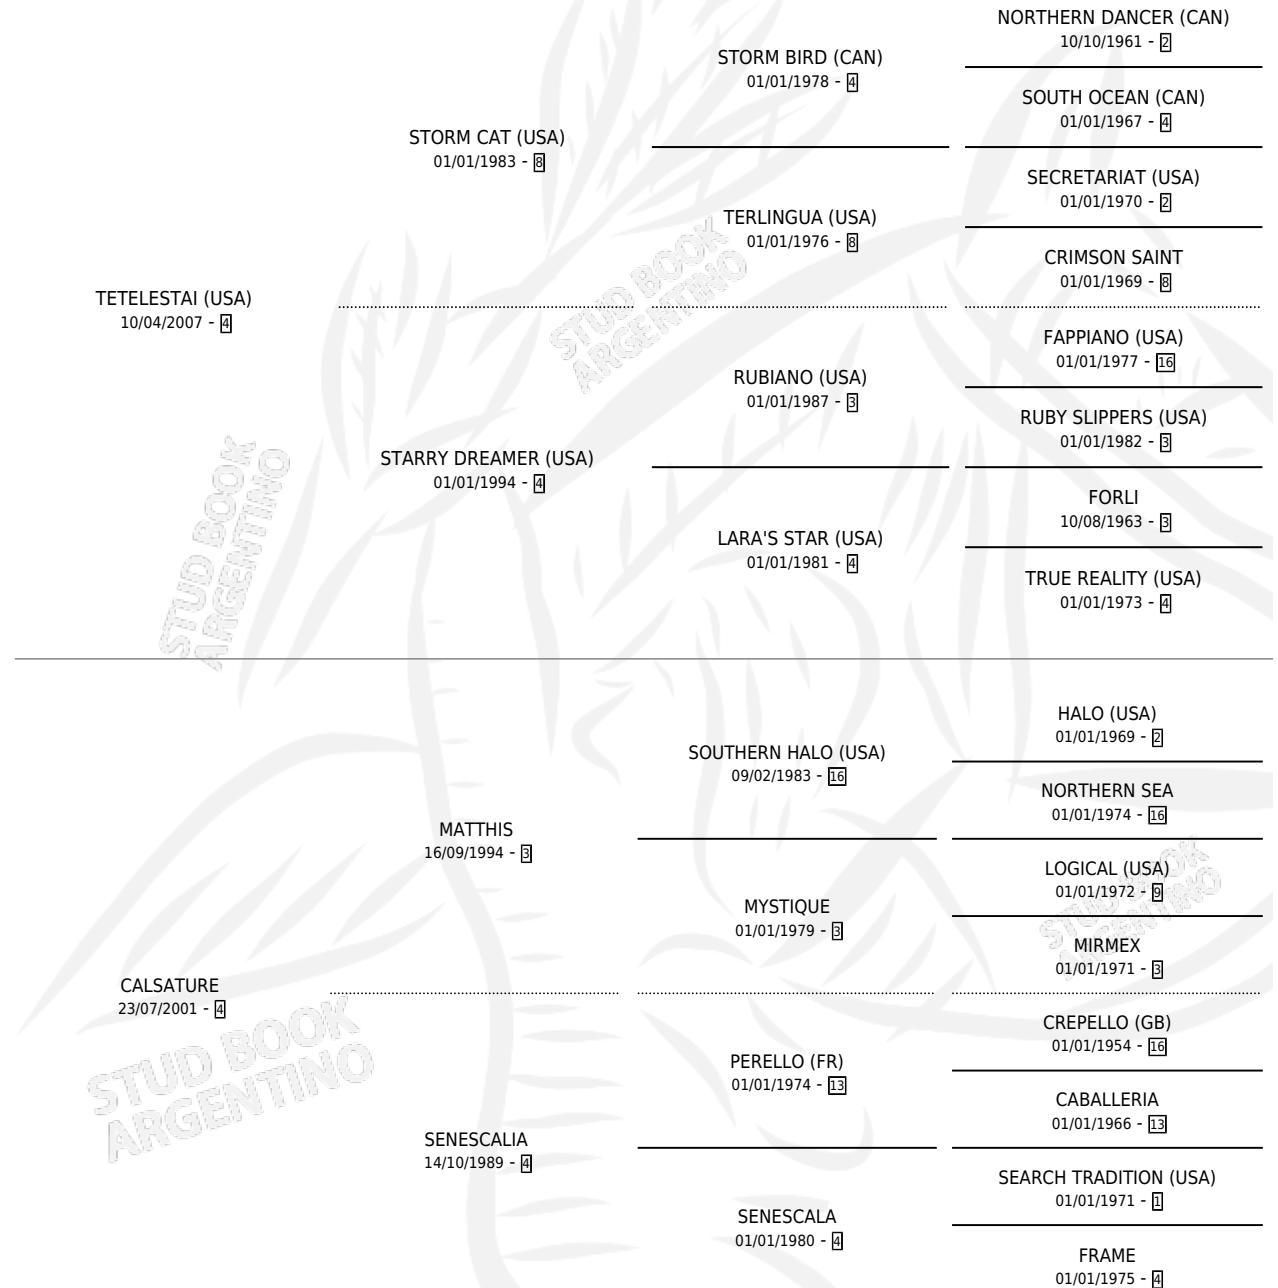 NORTHERN DANCER (CAN)
10/10/1961 - 2
STORM BIRD (CAN)
01/01/1978 - 4
SOUTH OCEAN (CAN)
01/01/1967 - 4
STORM CAT (USA)
01/01/1983 - 8
SECRETARIAT (USA)
01/01/1970 - 2
TERLINGUA (USA)
01/01/1976 - 8
CRIMSON SAINT
01/01/1969 - 8
TETELESTAI (USA)
10/04/2007 - 4
STUD BOOK
ARGENTINO
FAPPIANO (USA)
01/01/1977 - 16
RUBIANO (USA)
01/01/1987 - 3
RUBY SLIPPERS (USA)
01/01/1982 - 3
STARRY DREAMER (USA)
01/01/1994 - 4
FORLI
10/08/1963 - 3
LARA'S STAR (USA)
01/01/1981 - 4
TRUE REALITY (USA)
01/01/1973 - 4
STUD BOOK
ARGENTINO
HALO (USA)
01/01/1969 - 2
SOUTHERN HALO (USA)
09/02/1983 - 16
NORTHERN SEA
01/01/1974 - 16
MATTHIS
16/09/1994 - 3
LOGICAL (USA)
01/01/1972 - 9
MYSTIQUE
01/01/1979 - 3
MIRMEX
01/01/1971 - 3
STUD BOOK
ARGENTINO
CALSATURE
23/07/2001 - 4
STUD BOOK
ARGENTINO
CREPELLO (GB)
01/01/1954 - 16
PERELLO (FR)
01/01/1974 - 13
CABALLERIA
01/01/1966 - 13
SENESCALIA
14/10/1989 - 4
SEARCH TRADITION (USA)
01/01/1971 - 1
SENESCALA
01/01/1980 - 4
FRAME
01/01/1975 - 4